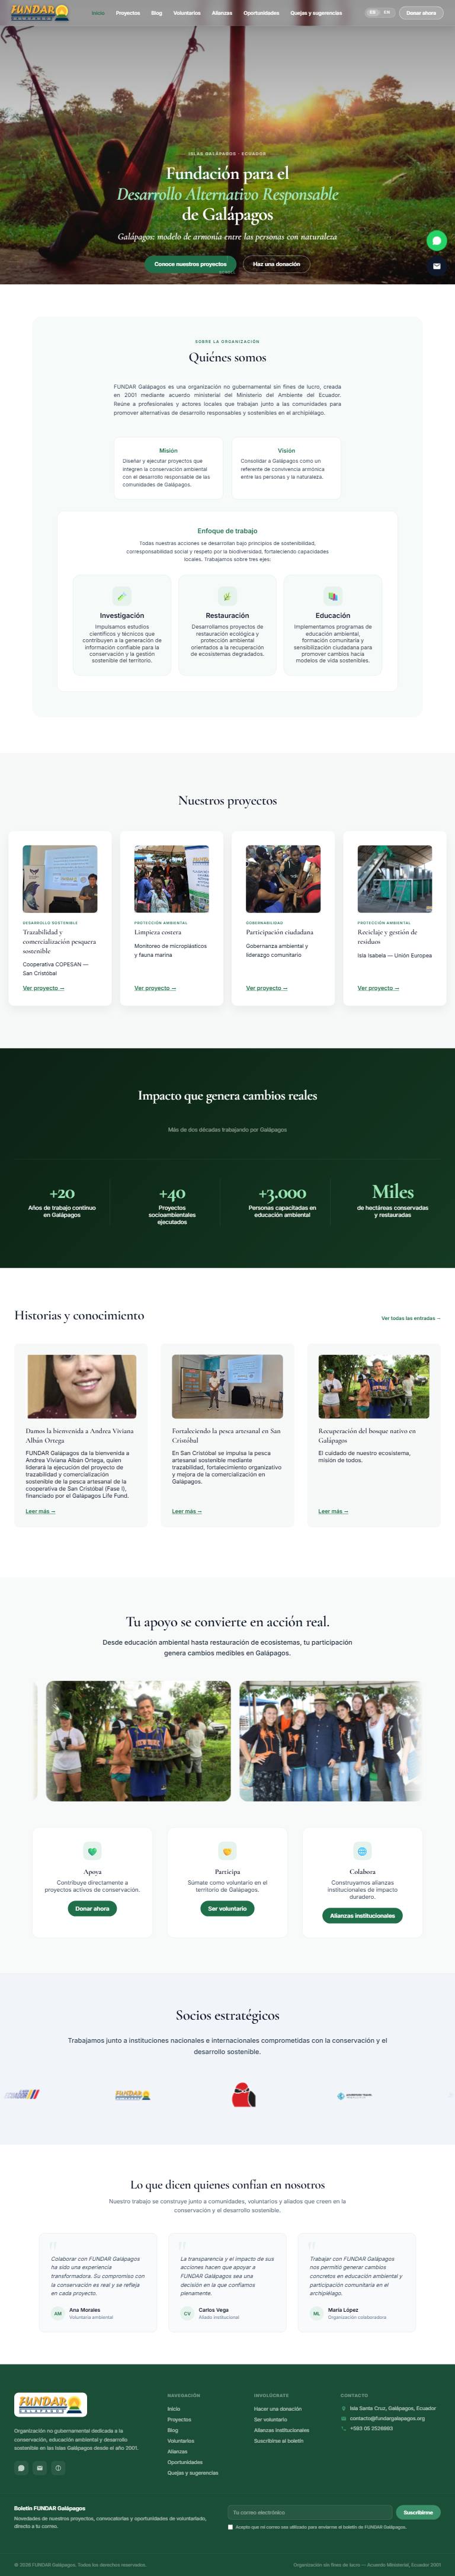 FUNDAR
GALÁPAGOS
Inicio Proyectos Blog Voluntarios Alianzas Oportunidades Quejas y sugerencias ES EN Donar ahora
ISLAS GALÁPAGOS · ECUADOR
Fundación para el
Desarrollo Alternativo Responsable
de Galápagos
Galápagos: modelo de armonía entre las personas con naturaleza
Conoce nuestros proyectos Haz una donación
SOBRE LA ORGANIZACIÓN
Quiénes somos
FUNDAR Galápagos es una organización no gubernamental sin fines de lucro, creada
en 2001 mediante acuerdo ministerial del Ministerio del Ambiente del Ecuador.
Reúne a profesionales y actores locales que trabajan junto a las comunidades para
promover alternativas de desarrollo responsables y sostenibles en el archipiélago.
Misión
Diseñar y ejecutar proyectos que
integren la conservación ambiental
con el desarrollo responsable de las
comunidades de Galápagos.
Visión
Consolidar a Galápagos como un
referente de convivencia armónica
entre las personas y la naturaleza.
Enfoque de trabajo
Todas nuestras acciones se desarrollan bajo principios de sostenibilidad,
corresponsabilidad social y respeto por la biodiversidad, fortaleciendo capacidades
locales. Trabajamos sobre tres ejes:
Investigación
Impulsamos estudios
científicos y técnicos que
contribuyen a la generación de
información confiable para la
conservación y la gestión
sostenible del territorio.
Restauración
Desarrollamos proyectos de
restauración ecológica y
protección ambiental
orientados a la recuperación
de ecosistemas degradados.
Educación
Implementamos programas de
educación ambiental,
formación comunitaria y
sensibilización ciudadana para
promover cambios hacia
modelos de vida sostenibles.
Nuestros proyectos
DESARROLLO SOSTENIBLE
Trazabilidad y
comercialización pesquera
sostenible
Cooperativa COPESAN —
San Cristóbal
Ver proyecto →
PROTECCIÓN AMBIENTAL
Limpieza costera
Monitoreo de microplásticos
y fauna marina
Ver proyecto →
GOBERNABILIDAD
Participación ciudadana
Gobernanza ambiental y
liderazgo comunitario
Ver proyecto →
PROTECCIÓN AMBIENTAL
Reciclaje y gestión de
residuos
Isla Isabela — Unión Europea
Ver proyecto →
Impacto que genera cambios reales
Más de dos décadas trabajando por Galápagos
+20
Años de trabajo continuo
en Galápagos
+40
Proyectos
socioambientales
ejecutados
+3.000
Personas capacitadas en
educación ambiental
Miles
de hectáreas conservadas
y restauradas
Historias y conocimiento
Ver todas las entradas →
Damos la bienvenida a Andrea Viviana
Albán Ortega
FUNDAR Galápagos da la bienvenida a
Andrea Viviana Albán Ortega, quien
liderará la ejecución del proyecto de
trazabilidad y comercialización
sostenible de la pesca artesanal de la
cooperativa de San Cristóbal (Fase I),
financiado por el Galápagos Life Fund.
Leer más →
Fortaleciendo la pesca artesanal en San
Cristóbal
En San Cristóbal se impulsa la pesca
artesanal sostenible mediante
trazabilidad, fortalecimiento organizativo
y mejora de la comercialización en
Galápagos.
Leer más →
Recuperación del bosque nativo en
Galápagos
El cuidado de nuestro ecosistema,
misión de todos.
Leer más →
Tu apoyo se convierte en acción real.
Desde educación ambiental hasta restauración de ecosistemas, tu participación
genera cambios medibles en Galápagos.
Apoya
Contribuye directamente a
proyectos activos de conservación.
Donar ahora
Participa
Súmate como voluntario en el
territorio de Galápagos.
Ser voluntario
Colabora
Construyamos alianzas
institucionales de impacto
duradero.
Alianzas institucionales
Socios estratégicos
Trabajamos junto a instituciones nacionales e internacionales comprometidas con la conservación y el
desarrollo sostenible.
ECUADOR
FUNDAR
GALÁPAGOS
Lo que dicen quienes confían en nosotros
Nuestro trabajo se construye junto a comunidades, voluntarios y aliados que creen en la
conservación y el desarrollo sostenible.
Colaborar con FUNDAR Galápagos
ha sido una experiencia
transformadora. Su compromiso con
la conservación es real y se refleja
en cada proyecto.
AM
Ana Morales
Voluntaria ambiental
La transparencia y el impacto de sus
acciones hacen que apoyar a
FUNDAR Galápagos sea una
decisión en la que confiamos
plenamente.
CV
Carlos Vega
Aliado institucional
Trabajar con FUNDAR Galápagos
nos permitió generar cambios
concretos en educación ambiental y
participación comunitaria en el
archipiélago.
ML
María López
Organización colaboradora
FUNDAR
GALÁPAGOS
Organización no gubernamental dedicada a la
conservación, educación ambiental y desarrollo
sostenible en las Islas Galápagos desde el año 2001.
NAVEGACIÓN
Inicio
Proyectos
Blog
Voluntarios
Alianzas
Oportunidades
Quejas y sugerencias
INVOLÚCRATE
Hacer una donación
Ser voluntario
Alianzas institucionales
Suscribirse al boletín
CONTACTO
Isla Santa Cruz, Galápagos, Ecuador
contacto@fundargalapagos.org
+593 05 2526693
Boletín FUNDAR Galápagos
Novedades de nuestros proyectos, convocatorias y oportunidades de voluntariado,
directo a tu correo.
Tu correo electrónico
Suscribirme
Acepto que mi correo sea utilizado para enviarme el boletín de FUNDAR Galápagos.
© 2026 FUNDAR Galápagos. Todos los derechos reservados.
Organización sin fines de lucro — Acuerdo Ministerial, Ecuador 2001